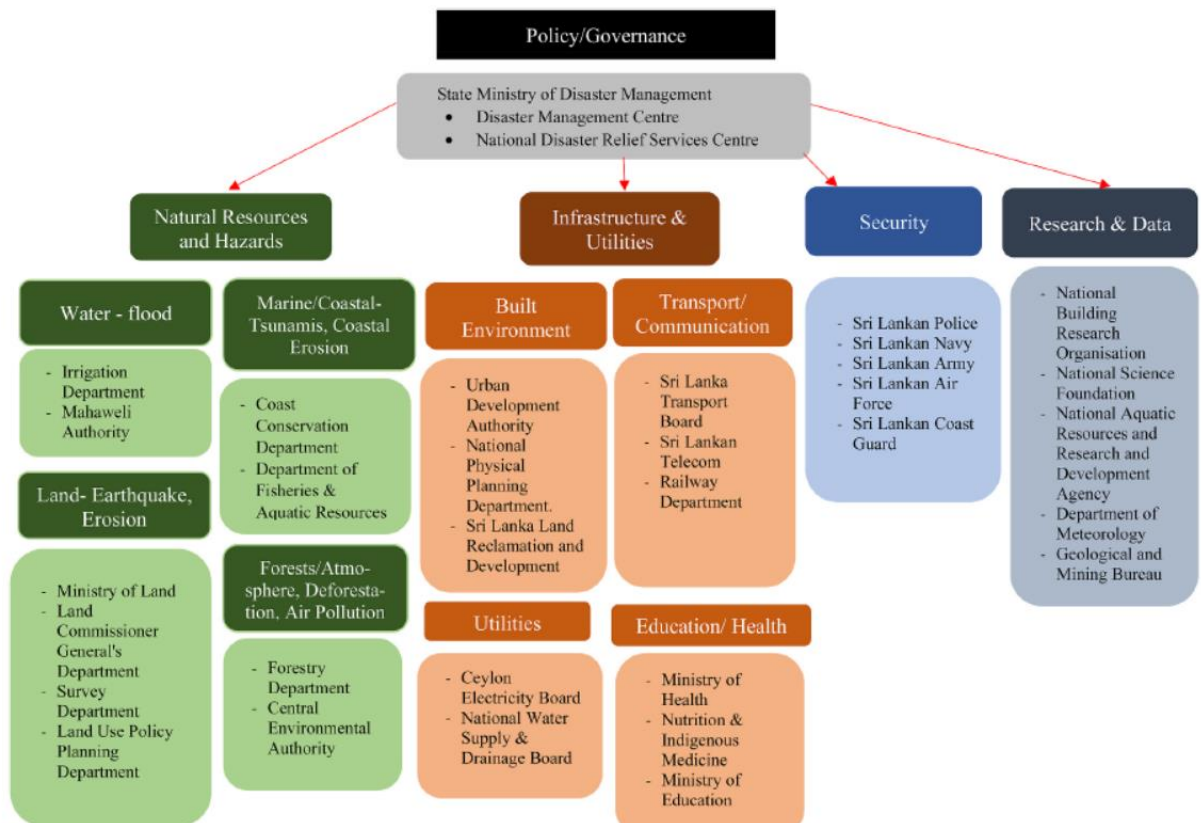 Policy/Governance
State Ministry of Disaster Management
• Disaster Management Centre
• National Disaster Relief Services Centre
Natural Resources
and Hazards
Water - flood
- Irrigation
Department
- Mahaweli
Authority
Land- Earthquake,
Erosion
- Ministry of Land
- Land
Commissioner
General's
Department
- Survey
Department
- Land Use Policy
Planning
Department
Marine/Coastal-
Tsunamis, Coastal
Erosion
- Coast
Conservation
Department
- Department of
Fisheries &
Aquatic Resources
Forests/Atmo-
sphere, Deforesta-
tion, Air Pollution
- Forestry
Department
- Central
Environmental
Authority
Infrastructure &
Utilities
Built
Environment
- Urban
Development
Authority
- National
Physical
Planning
Department.
- Sri Lanka Land
Reclamation and
Development
Utilities
- Ceylon
Electricity Board
- National Water
Supply &
Drainage Board
Transport/
Communication
- Sri Lanka
Transport
Board
- Sri Lankan
Telecom
- Railway
Department
Education/ Health
- Ministry of
Health
- Nutrition &
Indigenous
Medicine
- Ministry of
Education
Security
- Sri Lankan Police
- Sri Lankan Navy
- Sri Lankan Army
- Sri Lankan Air
Force
- Sri Lankan Coast
Guard
Research & Data
- National
Building
Research
Organisation
- National Science
Foundation
- National Aquatic
Resources and
Research and
Development
Agency
- Department of
Meteorology
- Geological and
Mining Bureau